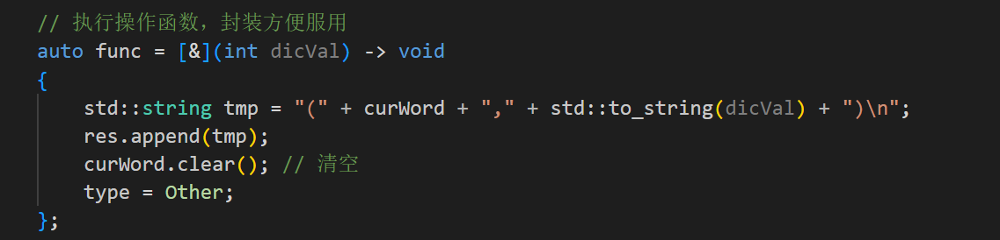 // 执行操作函数，封装方便服用
auto func = [&](int dicVal) -> void
{
    std::string tmp = "(" + curWord + "," + std::to_string(dicVal) + ")\n";
    res.append(tmp);
    curWord.clear(); // 清空
    type = Other;
};